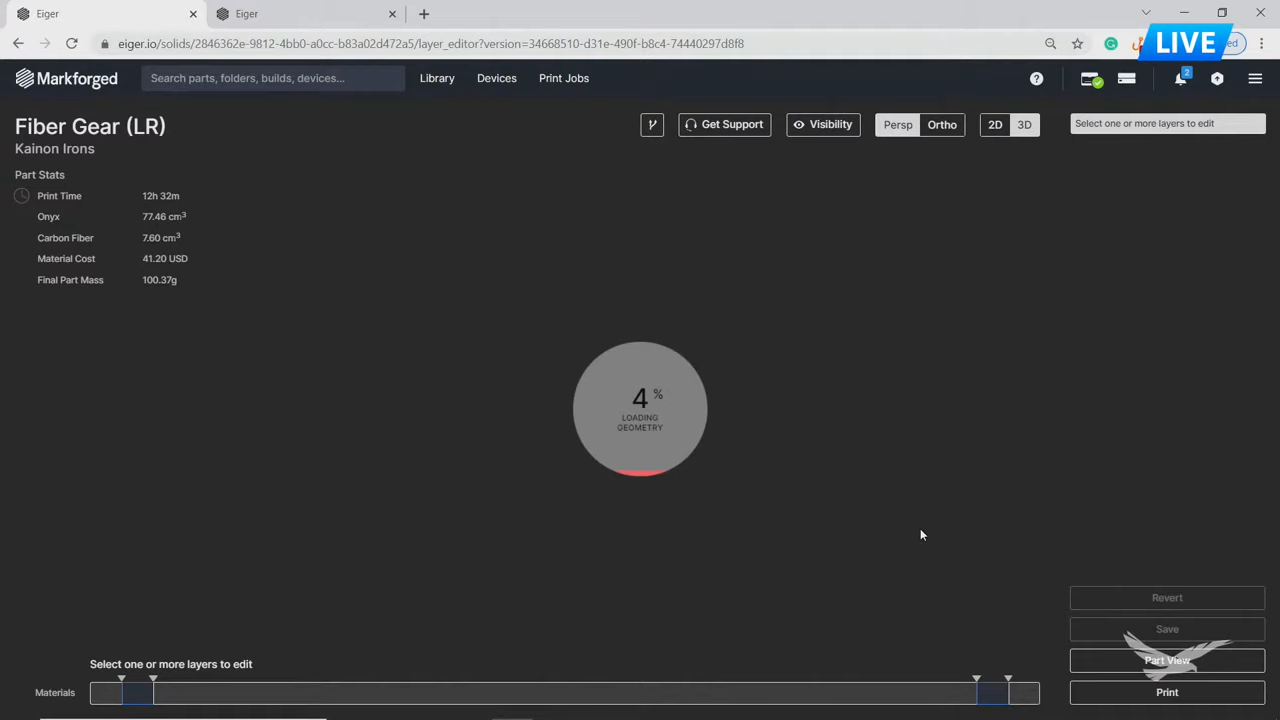 Eiger
Eiger
eiger.io/solids/2846362e-9812-4bb0-a0cc-b83a02d472a5/layer_editor?version=34668510-d31e-490f-b8c4-74440297d8f8
LIVE
Markforged
Search parts, folders, builds, devices...
Library
Devices
Print Jobs
2
Fiber Gear (LR)
Kainon Irons
Get Support
Visibility
Persp
Ortho
2D
3D
Select one or more layers to edit
Part Stats
Print Time 12h 32m
Onyx 77.46 cm³
Carbon Fiber 7.60 cm³
Material Cost 41.20 USD
Final Part Mass 100.37g
4 %
LOADING
GEOMETRY
Revert
Save
Part View
Print
Select one or more layers to edit
Materials